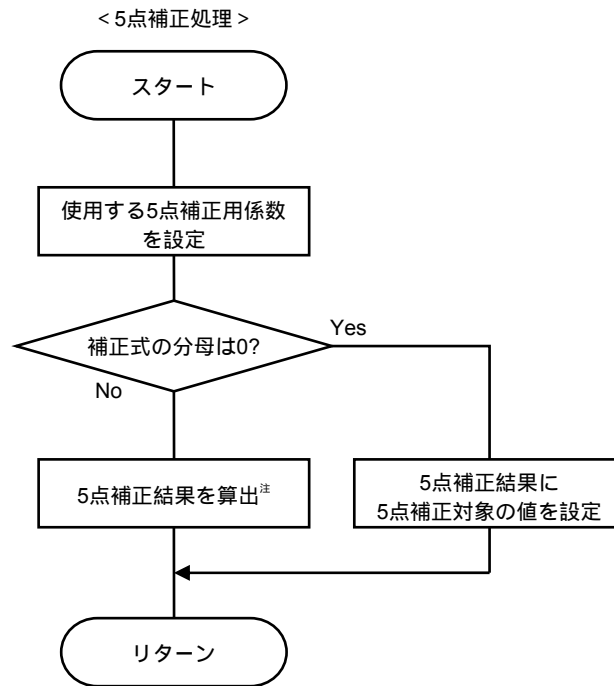 ＜5点補正処理＞
スタート
使用する5点補正用係数
を設定
補正式の分母は0?
Yes
No
5点補正結果を算出注
5点補正結果に
5点補正対象の値を設定
リターン